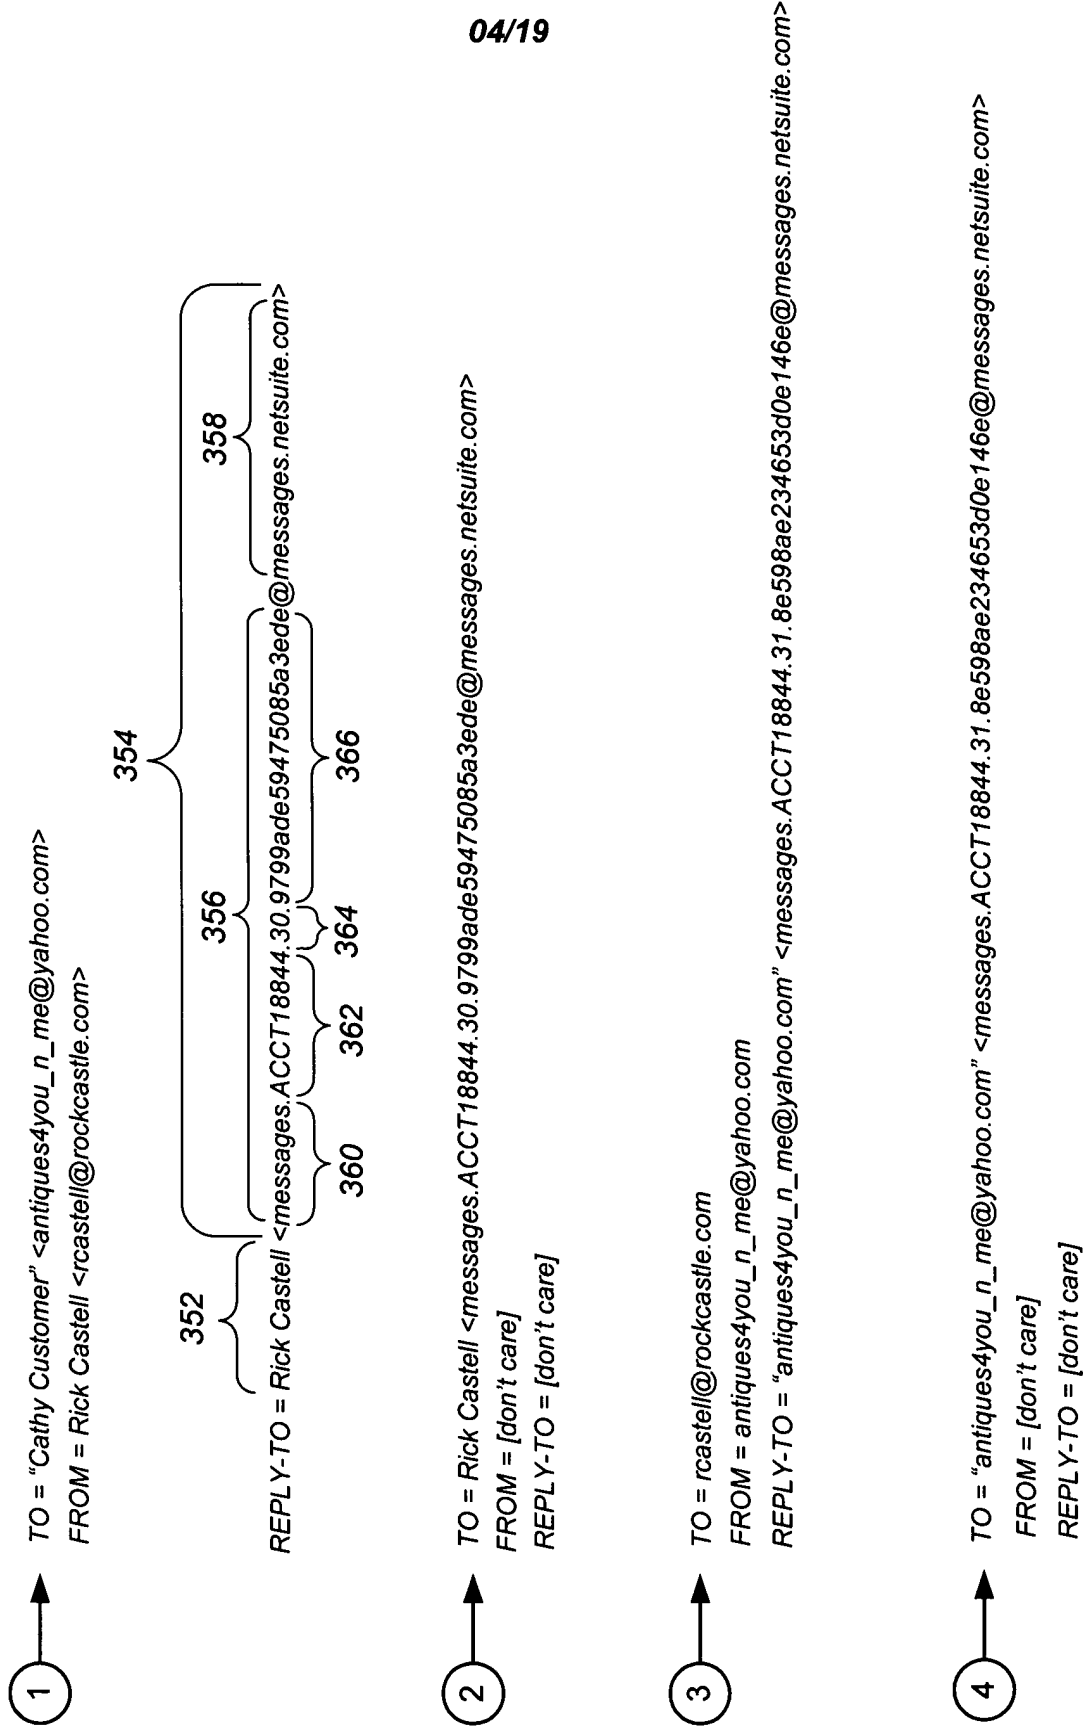 04/19
1
TO = "Cathy Customer" <antiques4you_n_me@yahoo.com>
FROM = Rick Castell <rcastell@rockcastle.com>
354
352
356
358
REPLY-TO = Rick Castell <messages.ACCT18844.30.9799ade59475085a3ede@messages.netsuite.com>
360
362
364
366
2
TO = Rick Castell <messages.ACCT18844.30.9799ade59475085a3ede@messages.netsuite.com>
FROM = [don't care]
REPLY-TO = [don't care]
3
TO = rcastell@rockcastle.com
FROM = antiques4you_n_me@yahoo.com
REPLY-TO = "antiques4you_n_me@yahoo.com" <messages.ACCT18844.31.8e598ae234653d0e146e@messages.netsuite.com>
4
TO = "antiques4you_n_me@yahoo.com" <messages.ACCT18844.31.8e598ae234653d0e146e@messages.netsuite.com>
FROM = [don't care]
REPLY-TO = [don't care]